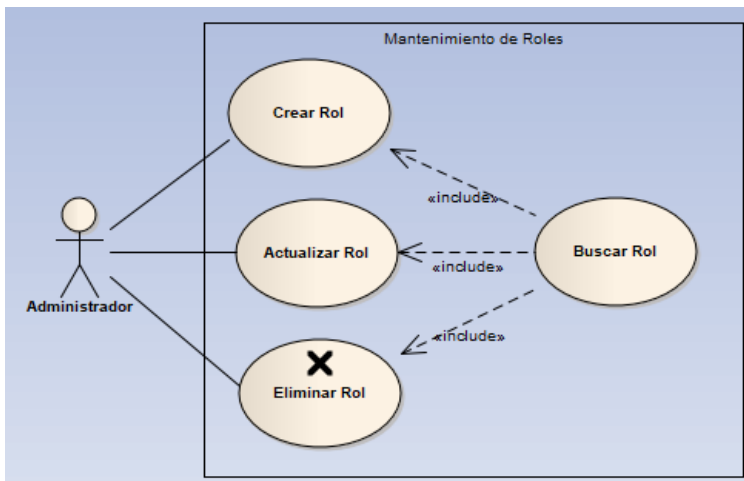 Mantenimiento de Roles
Crear Rol
«include»
Actualizar Rol
«include»
Buscar Rol
Administrador
«include»
Eliminar Rol